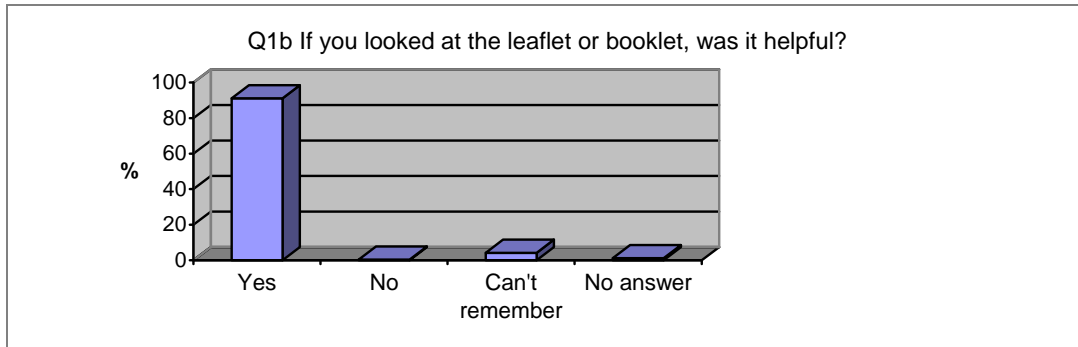 Q1b If you looked at the leaflet or booklet, was it helpful?
100
80
60
40
20
0
%
Yes
No
Can't
remember
No answer